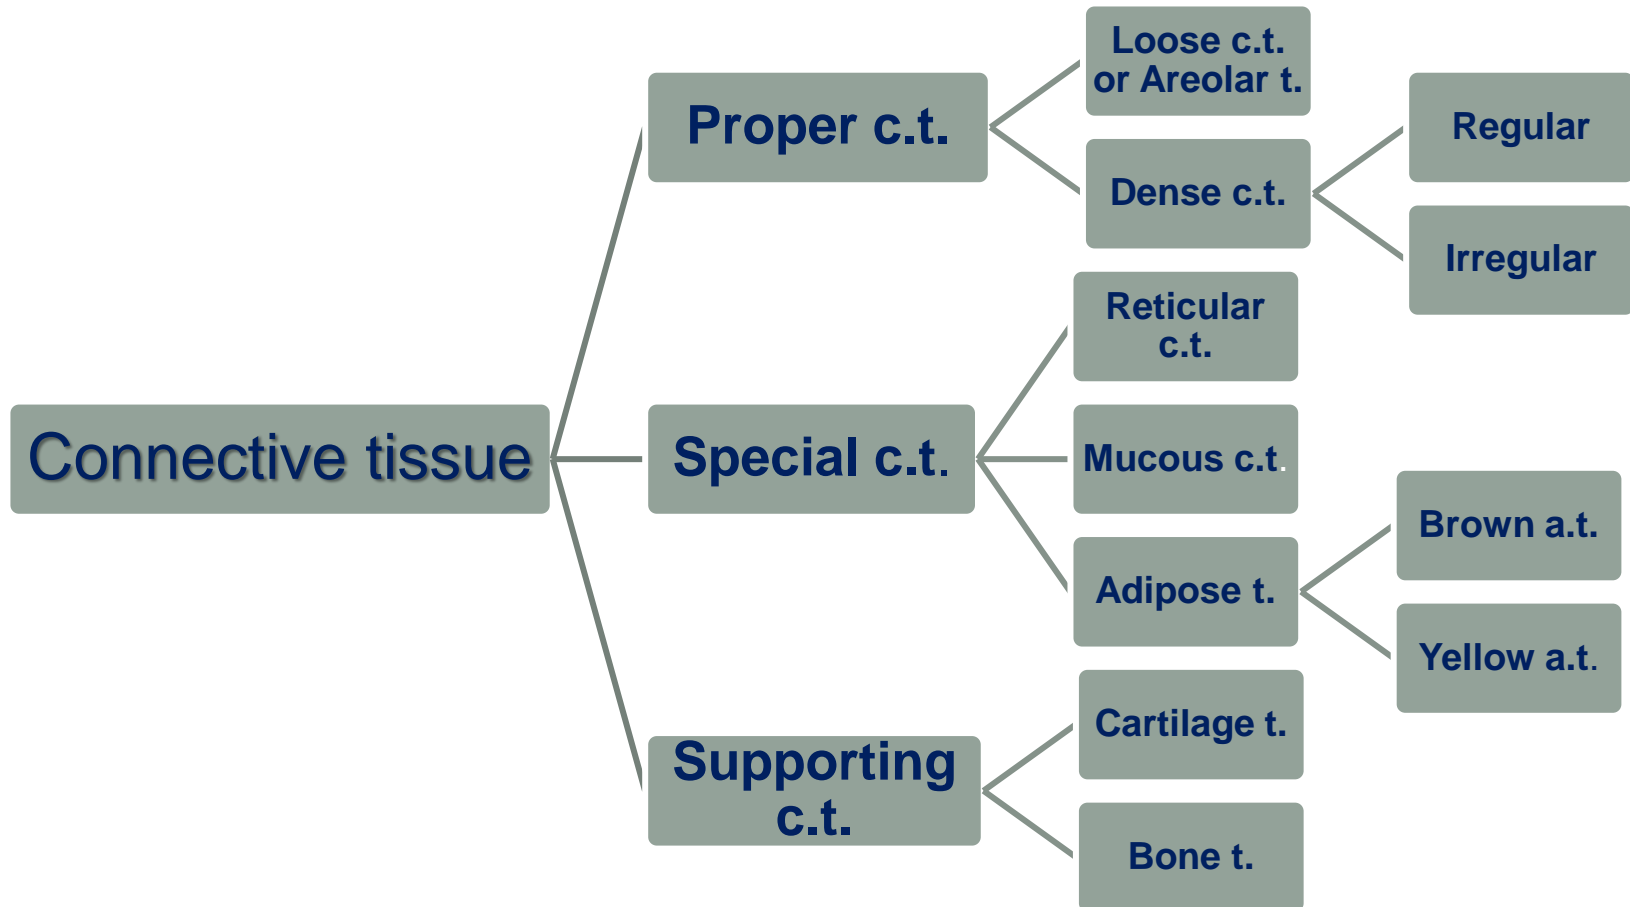 Connective tissue
Proper c.t.
Loose c.t.
or Areolar t.
Dense c.t.
Regular
Irregular
Special c.t.
Reticular
c.t.
Mucous c.t.
Adipose t.
Brown a.t.
Yellow a.t.
Supporting
c.t.
Cartilage t.
Bone t.